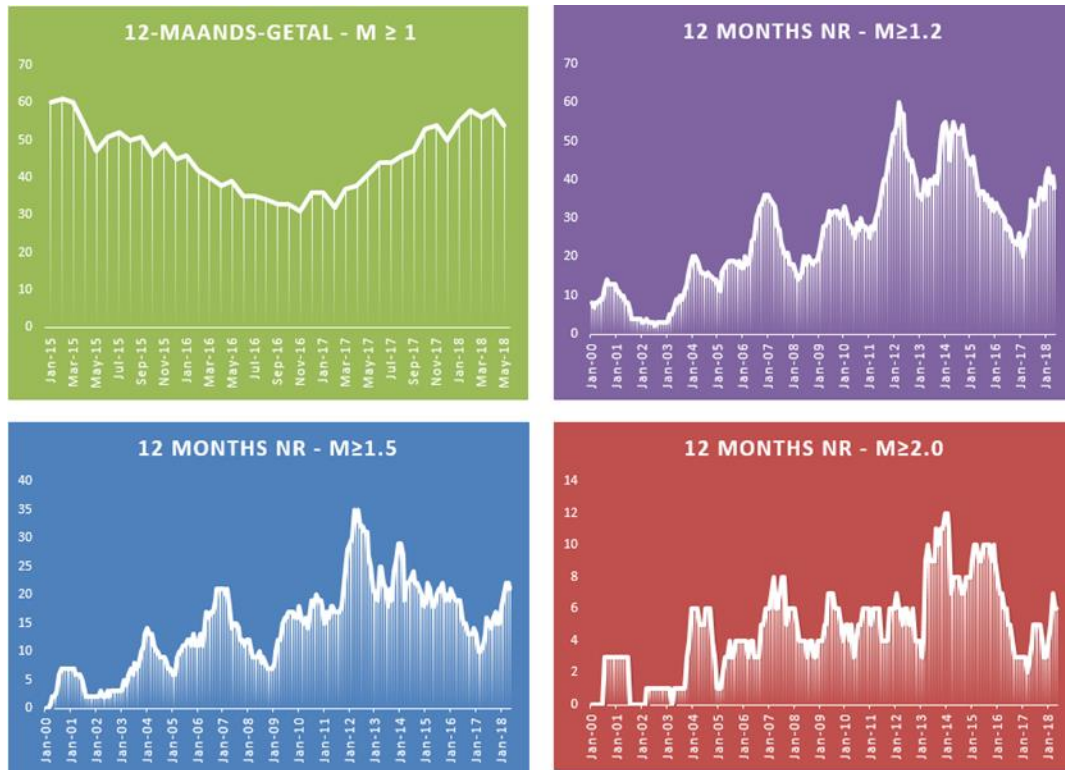 12-MAANDS-GETAL - M ≥ 1
70
60
50
40
30
20
10
0
Jan-15
Mar-15
May-15
Jul-15
Sep-15
Nov-15
Jan-16
Mar-16
May-16
Jul-16
Sep-16
Nov-16
Jan-17
Mar-17
May-17
Jul-17
Sep-17
Nov-17
Jan-18
Mar-18
May-18
12 MONTHS NR - M≥1.2
70
60
50
40
30
20
10
0
Jan-00
Jan-01
Jan-02
Jan-03
Jan-04
Jan-05
Jan-06
Jan-07
Jan-08
Jan-09
Jan-10
Jan-11
Jan-12
Jan-13
Jan-14
Jan-15
Jan-16
Jan-17
Jan-18
12 MONTHS NR - M≥1.5
40
35
30
25
20
15
10
5
0
Jan-00
Jan-01
Jan-02
Jan-03
Jan-04
Jan-05
Jan-06
Jan-07
Jan-08
Jan-09
Jan-10
Jan-11
Jan-12
Jan-13
Jan-14
Jan-15
Jan-16
Jan-17
Jan-18
12 MONTHS NR - M≥2.0
14
12
10
8
6
4
2
0
Jan-00
Jan-01
Jan-02
Jan-03
Jan-04
Jan-05
Jan-06
Jan-07
Jan-08
Jan-09
Jan-10
Jan-11
Jan-12
Jan-13
Jan-14
Jan-15
Jan-16
Jan-17
Jan-18